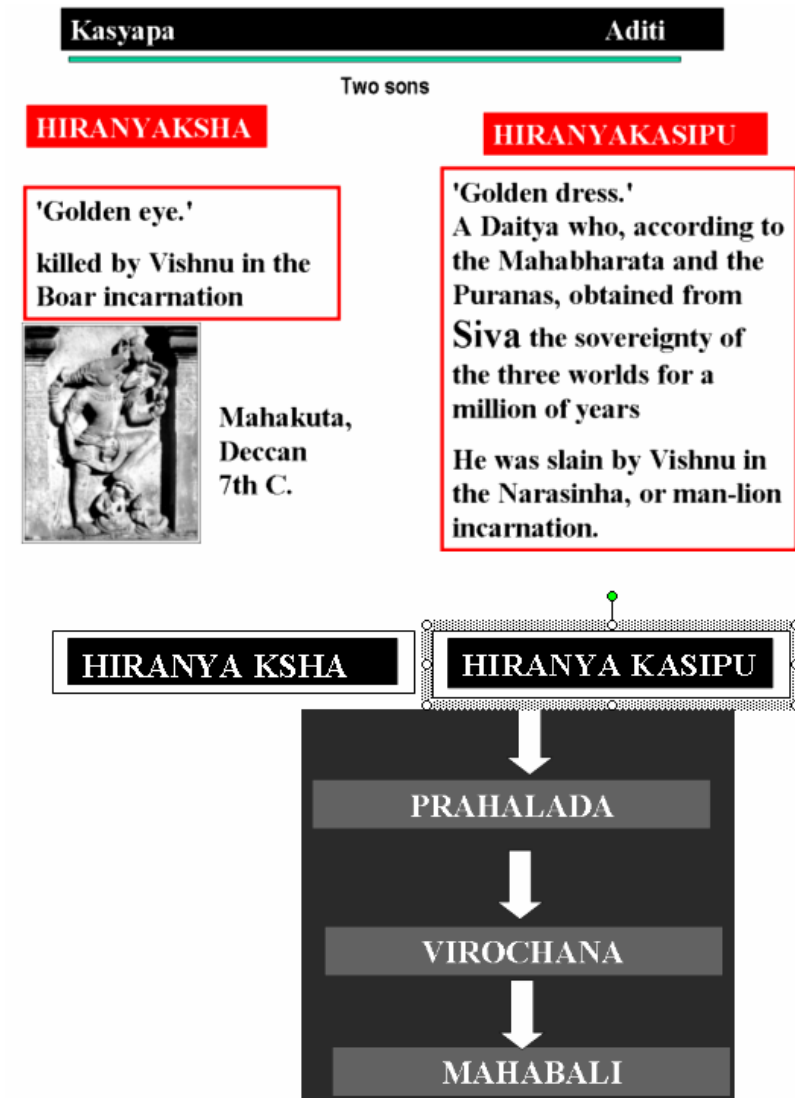 Kasyapa Aditi
Two sons
HIRANYAKSHA
HIRANYAKASIPU
'Golden eye.'
killed by Vishnu in the
Boar incarnation
'Golden dress.'
A Daitya who, according to
the Mahabharata and the
Puranas, obtained from
Siva the sovereignty of
the three worlds for a
million of years
He was slain by Vishnu in
the Narasinha, or man-lion
incarnation.
Mahakuta,
Deccan
7th C.
HIRANYA KSHA
HIRANYA KASIPU
PRAHALADA
VIROCHANA
MAHABALI